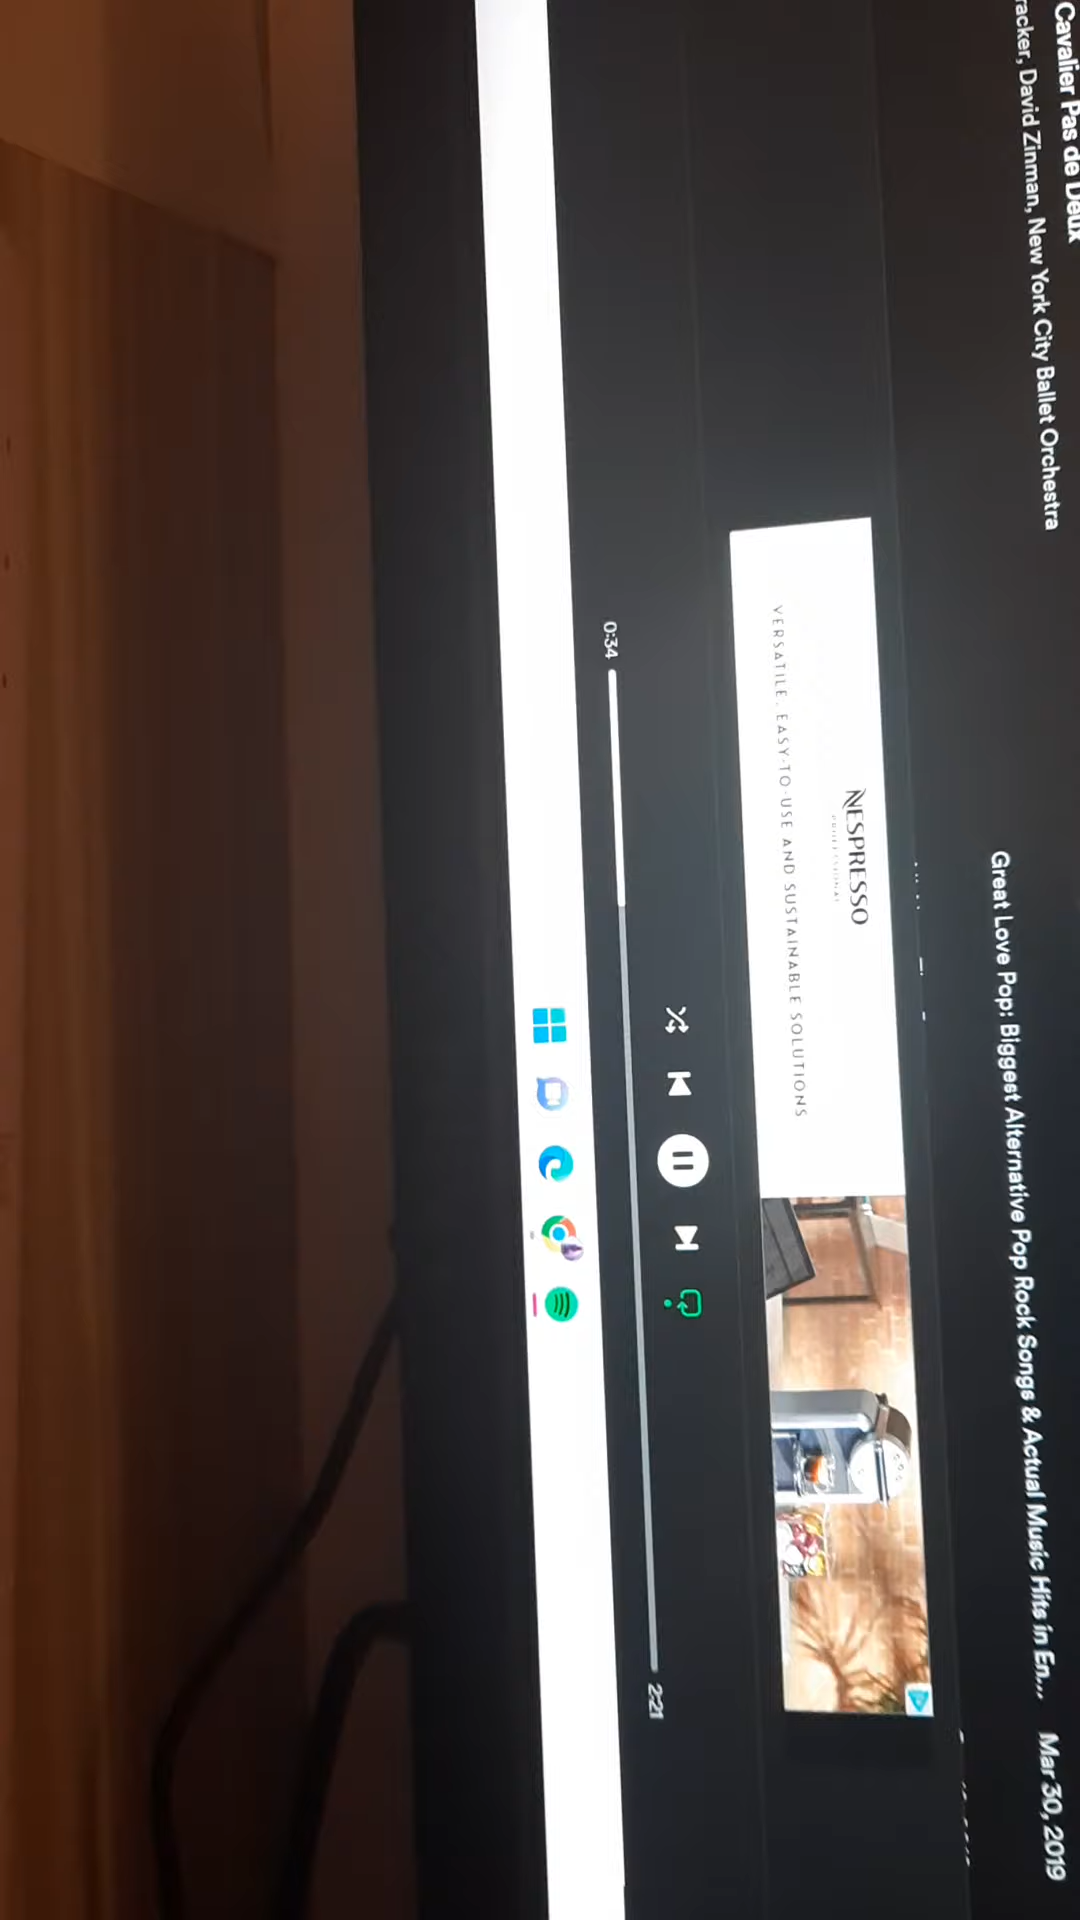 Cavalier Pas de Deux
racker, David Zinman, New York City Ballet Orchestra
Great Love Pop: Biggest Alternative Pop Rock Songs & Actual Music Hits in En...
Mar 30, 2019
NESPRESSO
PROFESSIONAL
VERSATILE, EASY-TO-USE AND SUSTAINABLE SOLUTIONS
0:34
2:21